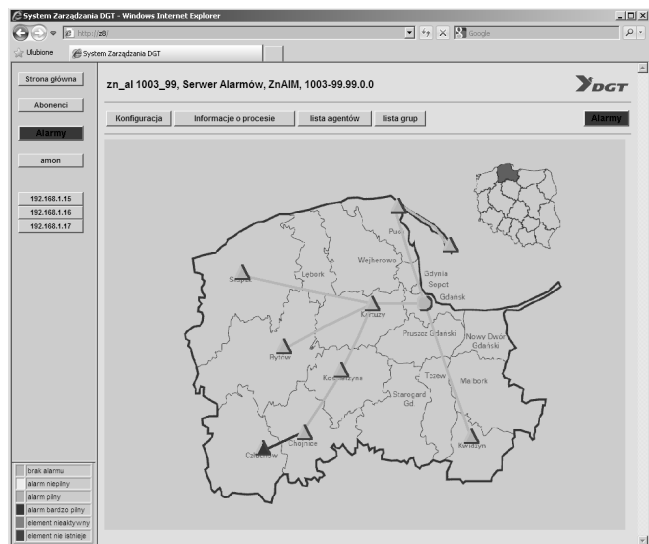 System Zarządzania DGT - Windows Internet Explorer
http://z8/
Google
Ulubione
System Zarządzania DGT
Strona główna
Abonenci
Alarmy
amon
192.168.1.15
192.168.1.16
192.168.1.17
zn_al 1003_99, Serwer Alarmów, ZnAlM, 1003-99.99.0.0
DGT
Konfiguracja
Informacje o procesie
lista agentów
lista grup
Alarmy
Puck
Wejherowo
Lębork
Słupsk
Gdynia
Sopot
Gdańsk
Kartuzy
Pruszcz Gdański
Nowy Dwór
Gdański
Bytów
Kościerzyna
Tczew
Malbork
Starogard
Gd.
Chojnice
Człuchów
Kwidzyn
brak alarmu
alarm niepilny
alarm pilny
alarm bardzo pilny
element nieaktywny
element nie istnieje